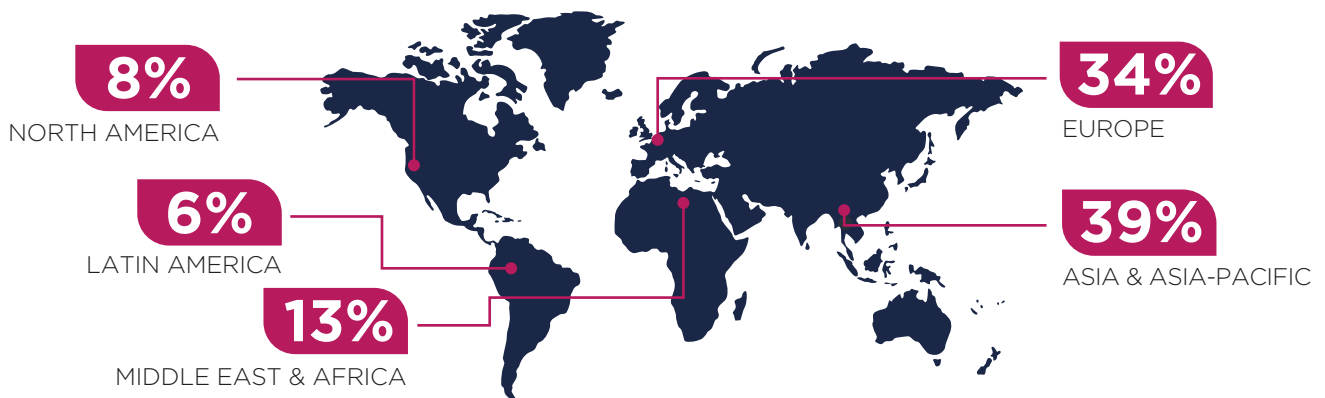 8%
NORTH AMERICA
6%
LATIN AMERICA
13%
MIDDLE EAST & AFRICA
34%
EUROPE
39%
ASIA & ASIA-PACIFIC